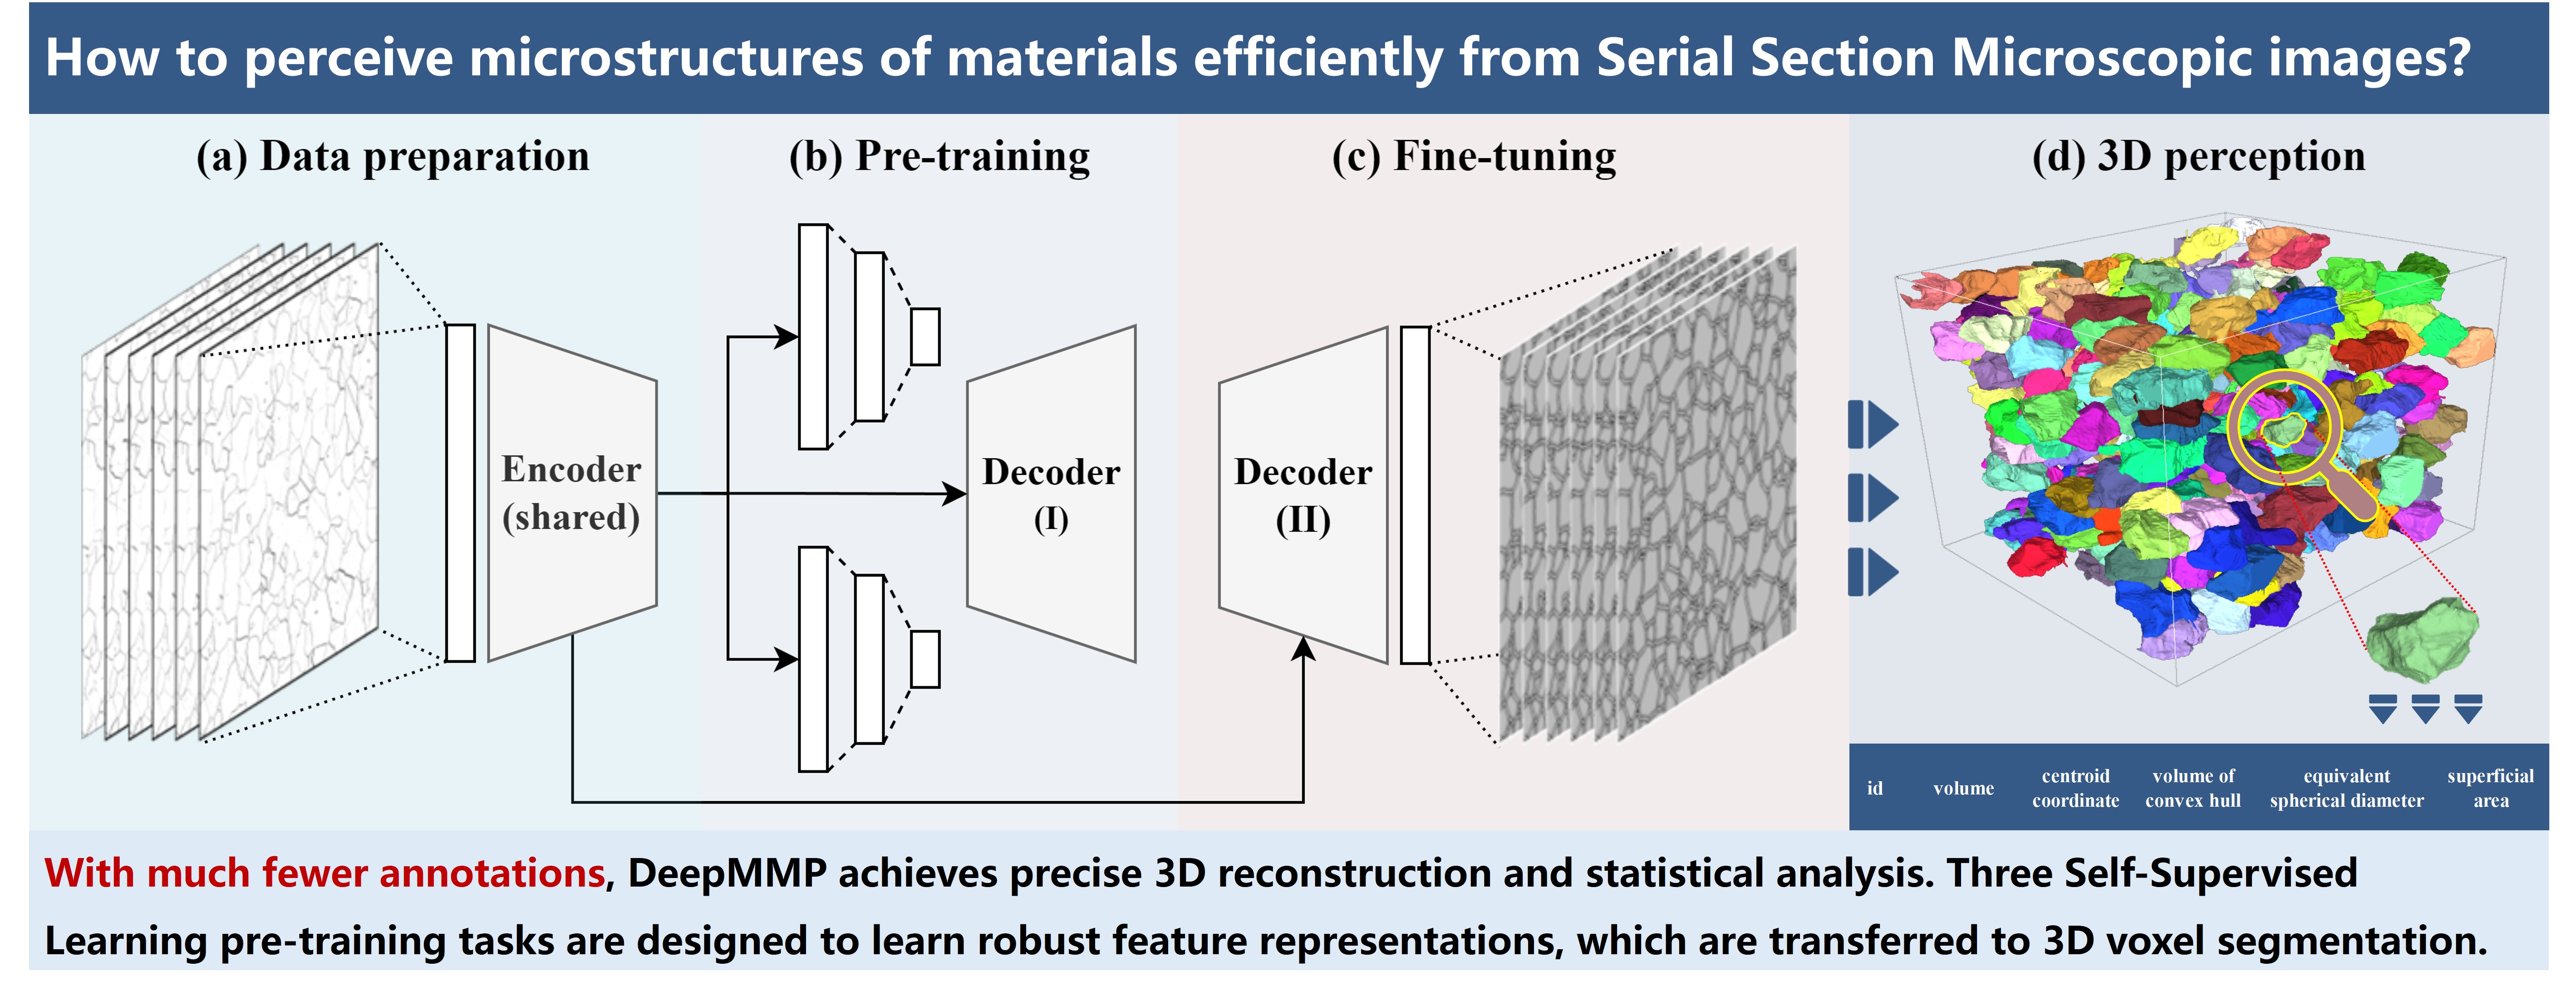 How to perceive microstructures of materials efficiently from Serial Section Microscopic images?
(a) Data preparation
(b) Pre-training
(c) Fine-tuning
(d) 3D perception
Encoder
(shared)
Decoder
(I)
Decoder
(II)
id
volume
centroid
coordinate
volume of
convex hull
equivalent
spherical diameter
superficial
area
With much fewer annotations, DeepMMP achieves precise 3D reconstruction and statistical analysis. Three Self-Supervised
Learning pre-training tasks are designed to learn robust feature representations, which are transferred to 3D voxel segmentation.